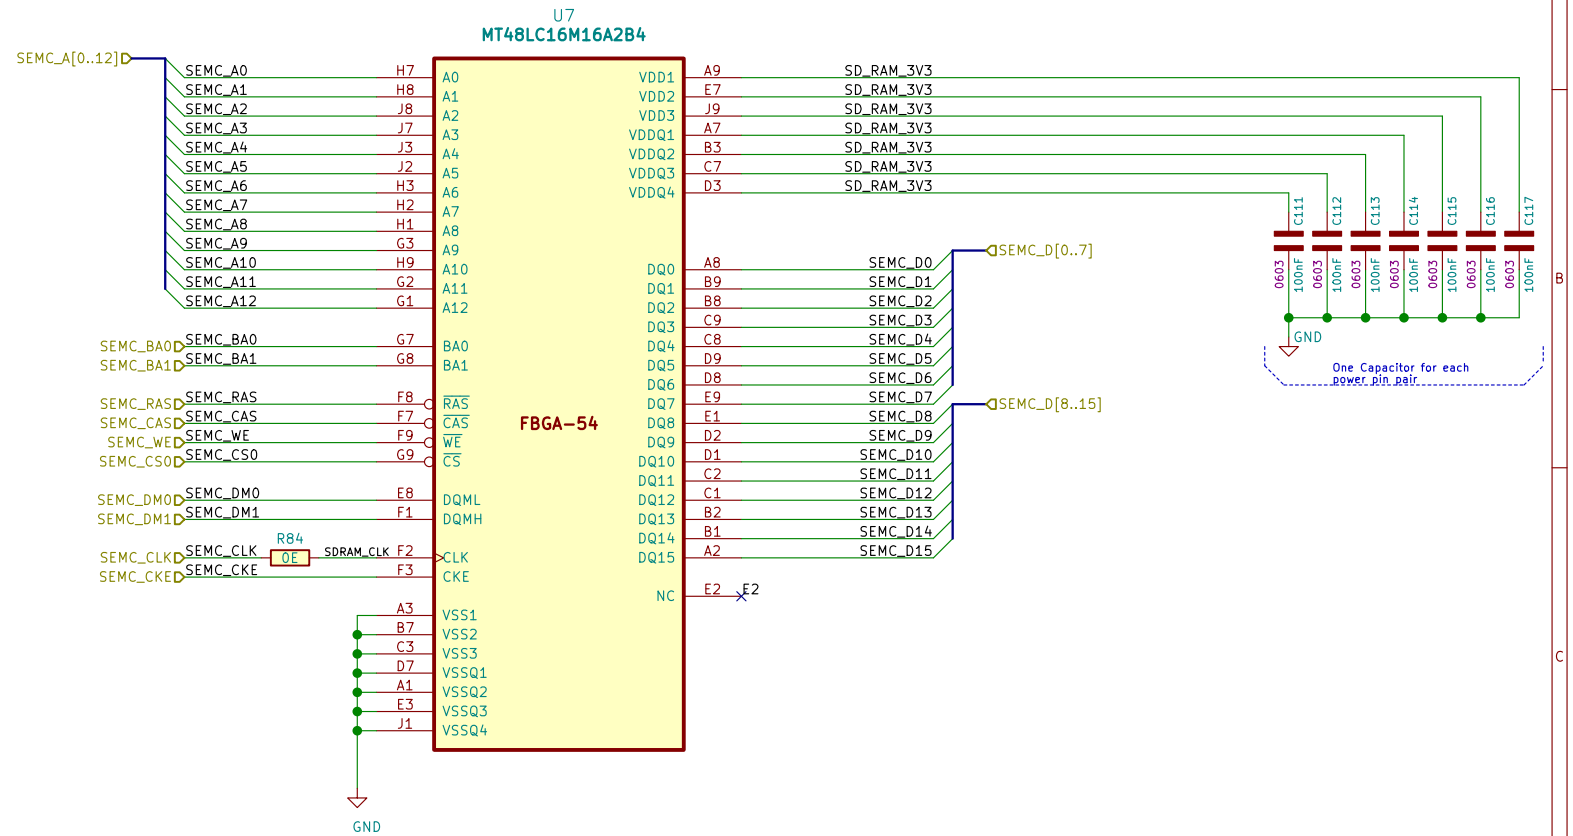 U7
MT48LC16M16A2B4
SEMC_A[0..12]
SEMC_A0 H7 A0 VDD1 A9 SD_RAM_3V3
SEMC_A1 H8 A1 VDD2 E7 SD_RAM_3V3
SEMC_A2 J8 A2 VDD3 J9 SD_RAM_3V3
SEMC_A3 J7 A3 VDDQ1 A7 SD_RAM_3V3
SEMC_A4 J3 A4 VDDQ2 B3 SD_RAM_3V3
SEMC_A5 J2 A5 VDDQ3 C7 SD_RAM_3V3
SEMC_A6 H3 A6 VDDQ4 D3 SD_RAM_3V3
SEMC_A7 H2 A7
SEMC_A8 H1 A8
SEMC_A9 G3 A9
SEMC_A10 H9 A10 DQ0 A8 SEMC_D0
SEMC_A11 G2 A11 DQ1 B9 SEMC_D1
SEMC_A12 G1 A12 DQ2 B8 SEMC_D2
DQ3 C9 SEMC_D3
SEMC_BA0 SEMC_BA0 G7 BA0 DQ4 C8 SEMC_D4
SEMC_BA1 SEMC_BA1 G8 BA1 DQ5 D9 SEMC_D5
DQ6 D8 SEMC_D6
SEMC_RAS SEMC_RAS F8 RAS DQ7 E9 SEMC_D7
SEMC_CAS SEMC_CAS F7 CAS DQ8 E1 SEMC_D8
SEMC_WE SEMC_WE F9 WE DQ9 D2 SEMC_D9
SEMC_CS0 SEMC_CS0 G9 CS DQ10 D1 SEMC_D10
DQ11 C2 SEMC_D11
SEMC_DM0 SEMC_DM0 E8 DQML DQ12 C1 SEMC_D12
SEMC_DM1 SEMC_DM1 F1 DQMH DQ13 B2 SEMC_D13
DQ14 B1 SEMC_D14
R84
SEMC_CLK SEMC_CLK 0E SDRAM_CLK F2 CLK DQ15 A2 SEMC_D15
SEMC_CKE SEMC_CKE F3 CKE
NC E2 E2
A3 VSS1
B7 VSS2
C3 VSS3
D7 VSSQ1
A1 VSSQ2
E3 VSSQ3
J1 VSSQ4
GND
FBGA-54
SEMC_D[0..7]
SEMC_D[8..15]
C111 0603 100nF
C112 0603 100nF
C113 0603 100nF
C114 0603 100nF
C115 0603 100nF
C116 0603 100nF
C117 0603 100nF
GND
One Capacitor for each
power pin pair
B
C